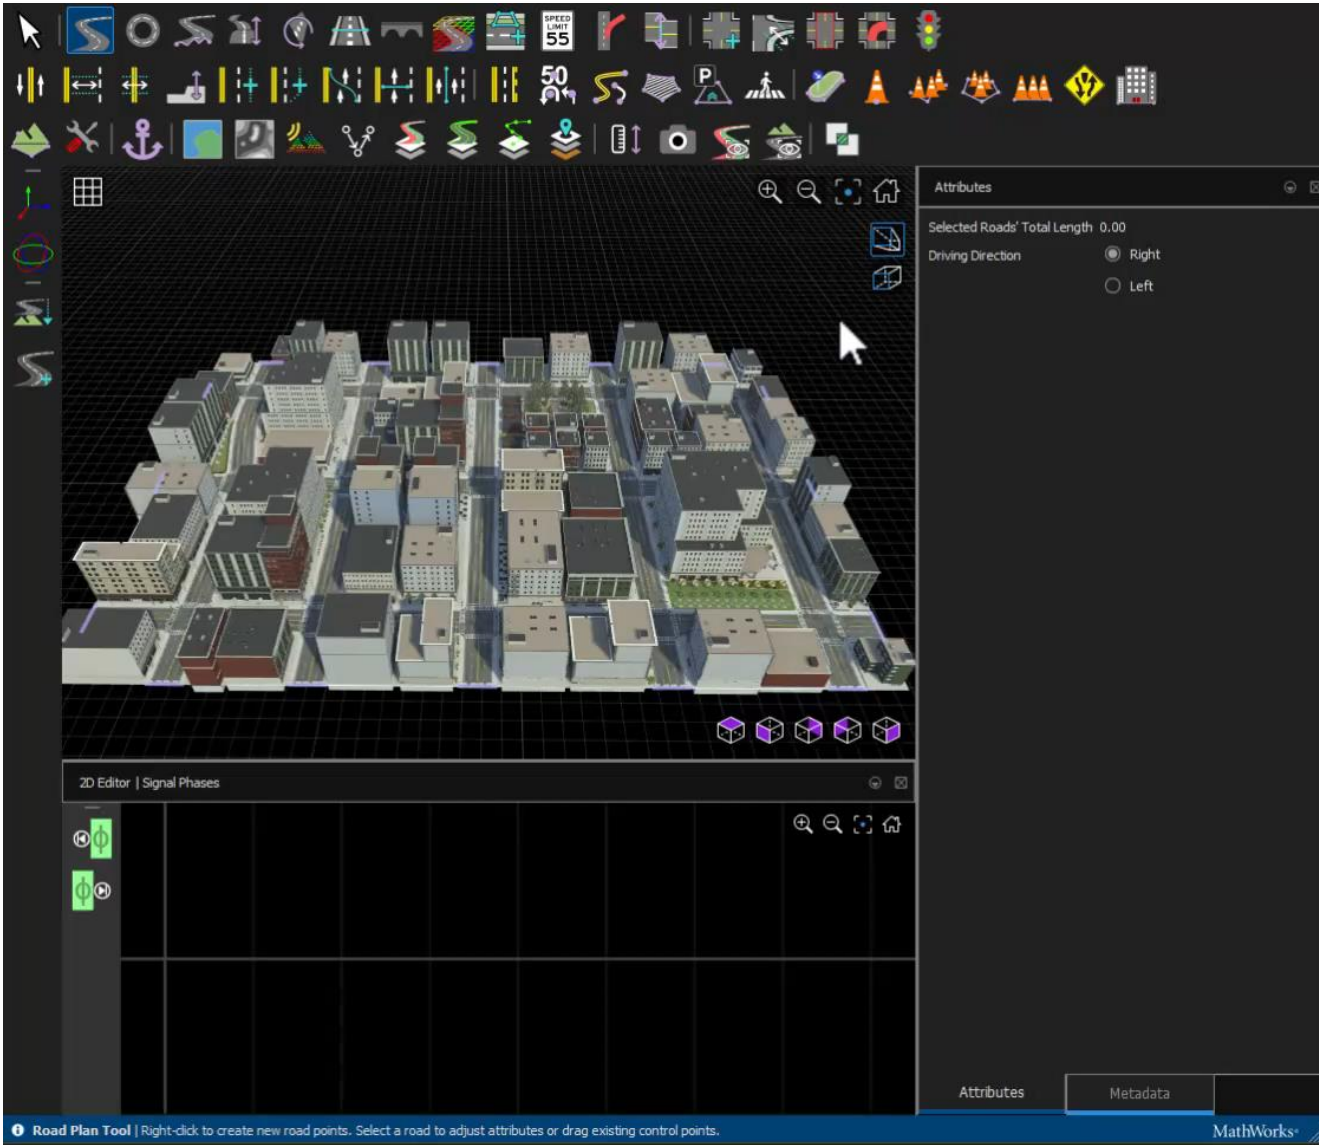 SPEED
LIMIT
55
50
P
Attributes
Selected Roads' Total Length 0.00
Driving Direction
Right
Left
2D Editor | Signal Phases
Attributes
Metadata
Road Plan Tool | Right-click to create new road points. Select a road to adjust attributes or drag existing control points.
MathWorks